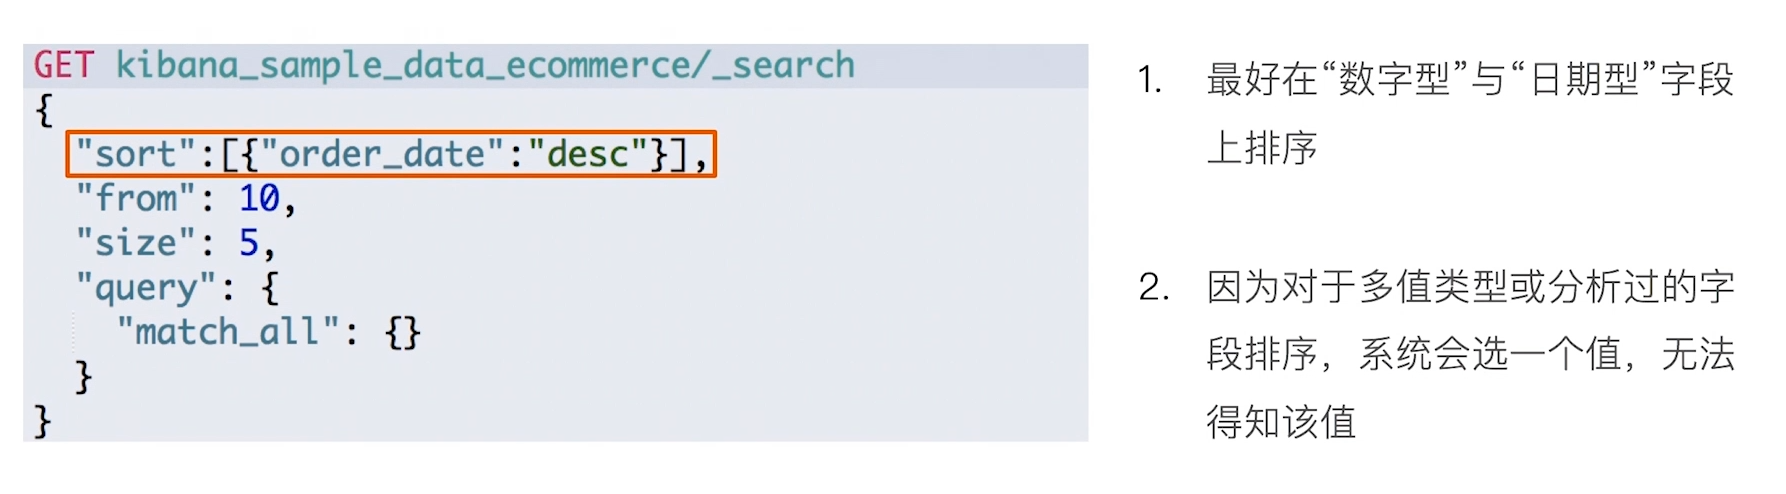 GET kibana_sample_data_ecommerce/_search
{
"sort":[{"order_date":"desc"}],
"from": 10,
"size": 5,
"query": {
"match_all": {}
}
}
1. 最好在“数字型”与“日期型”字段
上排序
2. 因为对于多值类型或分析过的字
段排序，系统会选一个值，无法
得知该值